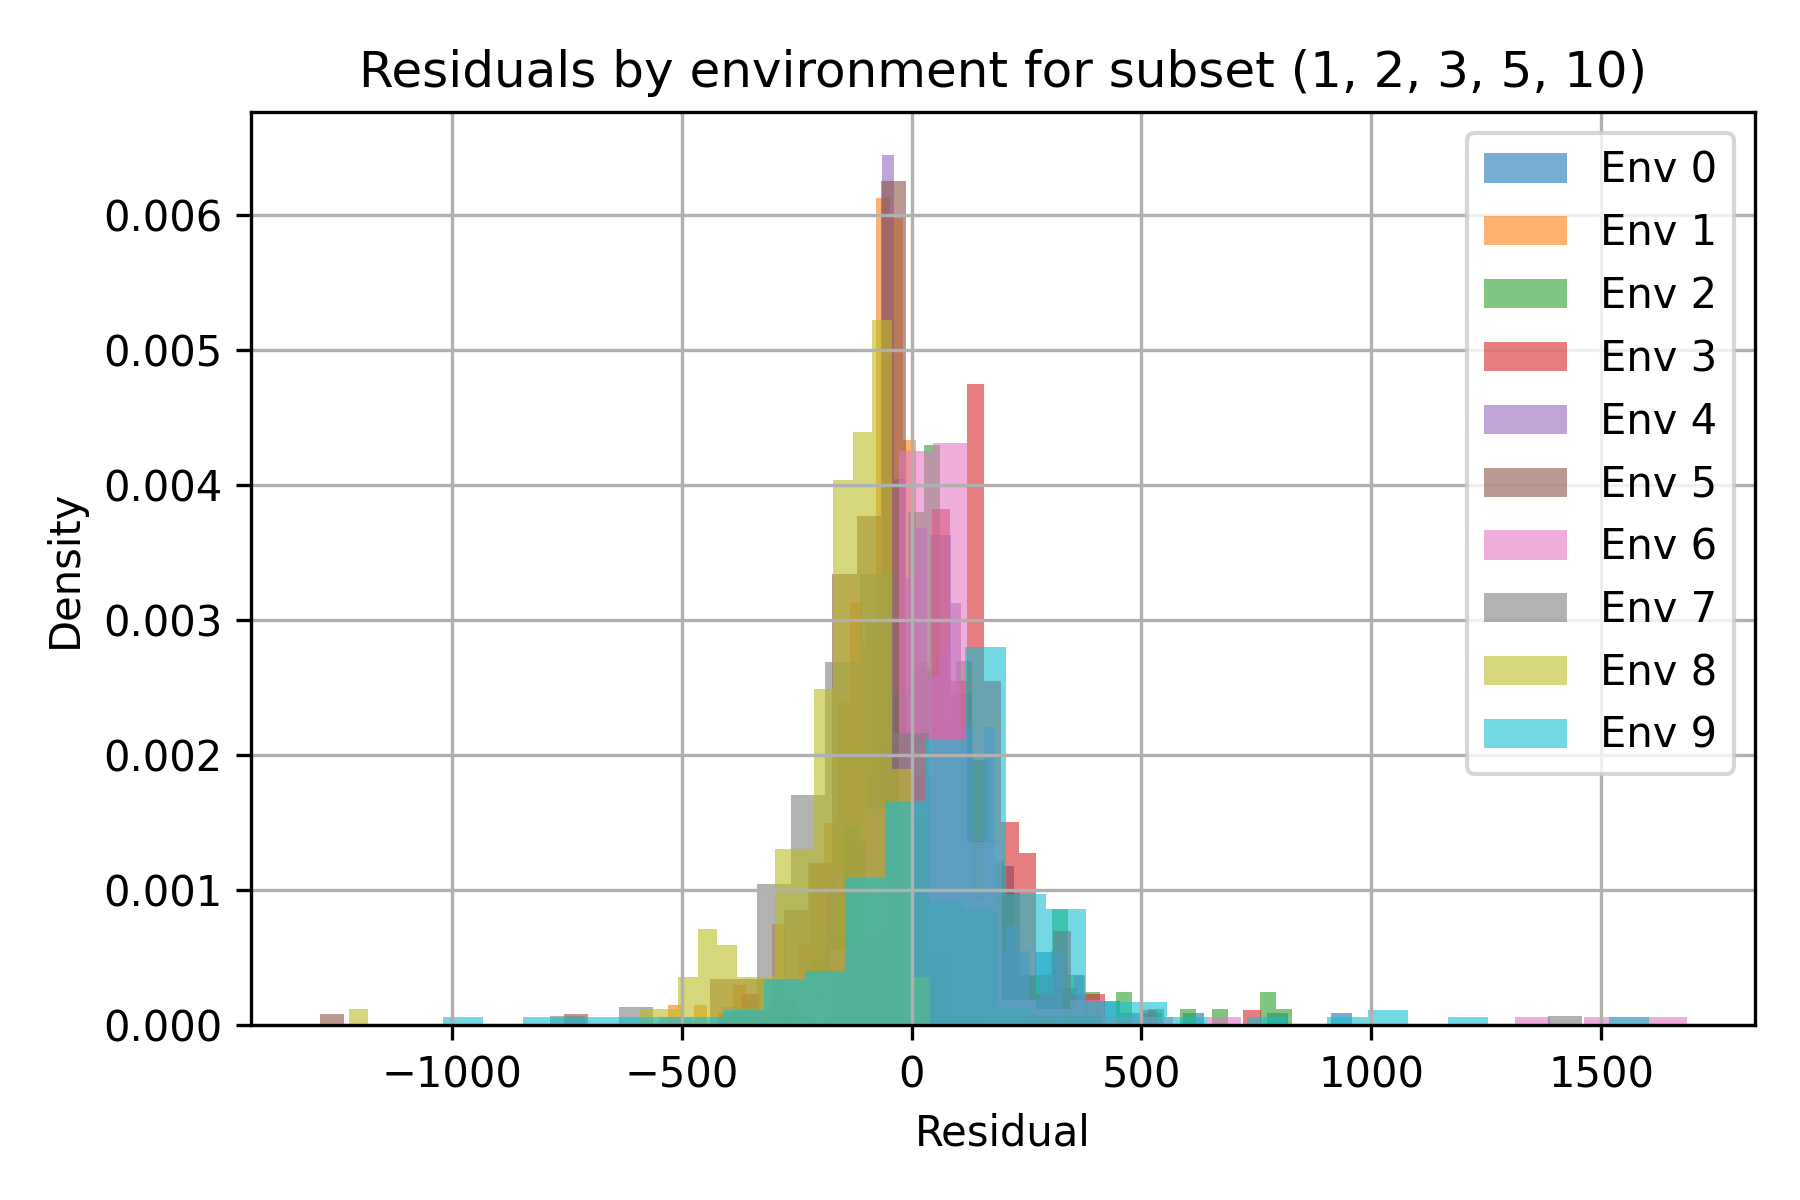 Residuals by environment for subset (1, 2, 3, 5, 10)
Env 0
Env 1
Env 2
Env 3
Env 4
Env 5
Env 6
Env 7
Env 8
Env 9
0.006
0.005
0.004
0.003
0.002
0.001
0.000
Density
−1000
−500
0
500
1000
1500
Residual